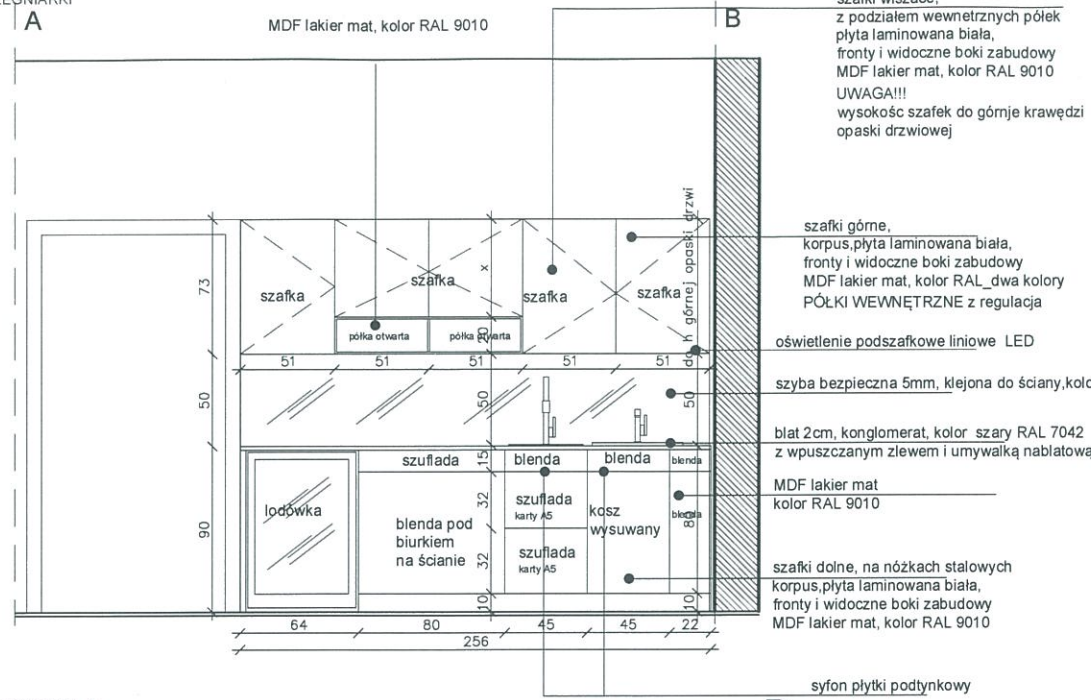 A
MDF lakier mat, kolor RAL 9010
B
z podziałem wewnetrznych półek
płyta laminowana biała,
fronty i widoczne boki zabudowy
MDF lakier mat, kolor RAL 9010
UWAGA!!!
wysokośc szafek do górnje krawędzi
opaski drzwiowej
szafki górne,
korpus,płyta laminowana biała,
fronty i widoczne boki zabudowy
MDF lakier mat, kolor RAL_dwa kolory
PÓŁKI WEWNĘTRZNE z regulacja
oświetlenie podszafkowe liniowe LED
szyba bezpieczna 5mm, klejona do ściany,kolo
blat 2cm, konglomerat, kolor szary RAL 7042
z wpuszczanym zlewem i umywalką nablatową
MDF lakier mat
kolor RAL 9010
szafki dolne, na nóżkach stalowych
korpus,płyta laminowana biała,
fronty i widoczne boki zabudowy
MDF lakier mat, kolor RAL 9010
syfon płytki podtynkowy
73
szafka
szafka
x
szafka
szafka
górnej opaski drzwi
półka otwarta
półka otwarta
20
51
51
51
51
51
50
50
50
szuflada
15
blenda
blenda
blenda
lodówka
90
blenda pod
biurkiem
na ścianie
32
szuflada
karty A5
kosz
wysuwany
blenda
80
32
szuflada
karty A5
10
10
64
80
45
45
22
256